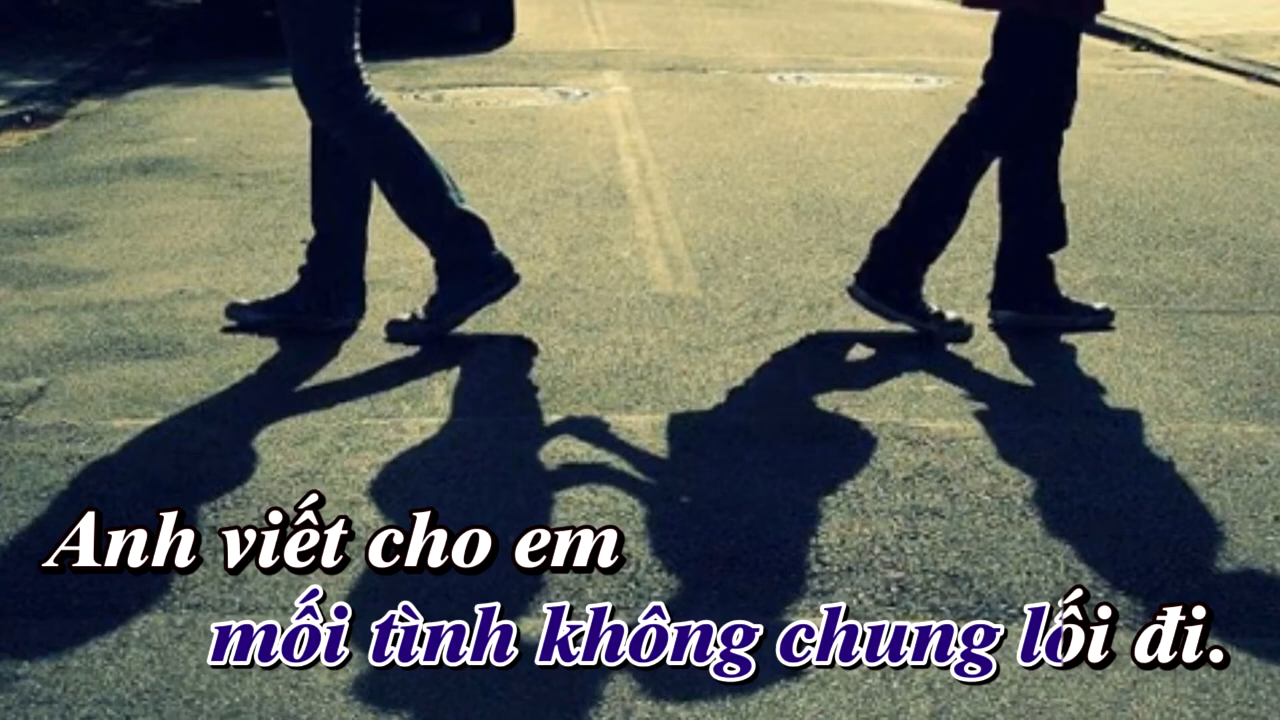 Anh viết cho em
mối tình không chung lối đi.